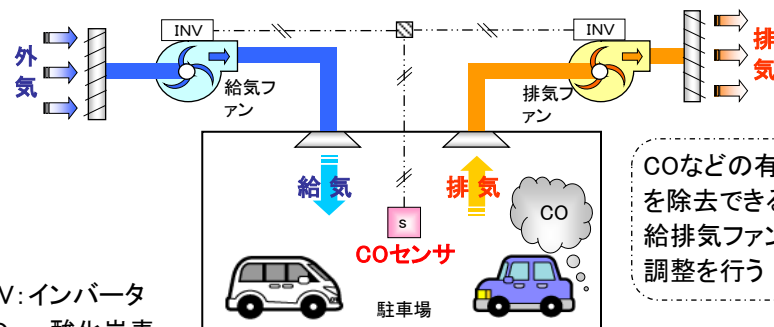 INV
INV
外
気
給気フ
ァン
排気フ
ァン
排
気
給 気
排 気
s
COセンサ
CO
駐車場
COなどの有
を除去できる
給排気ファン
調整を行う
V：インバータ